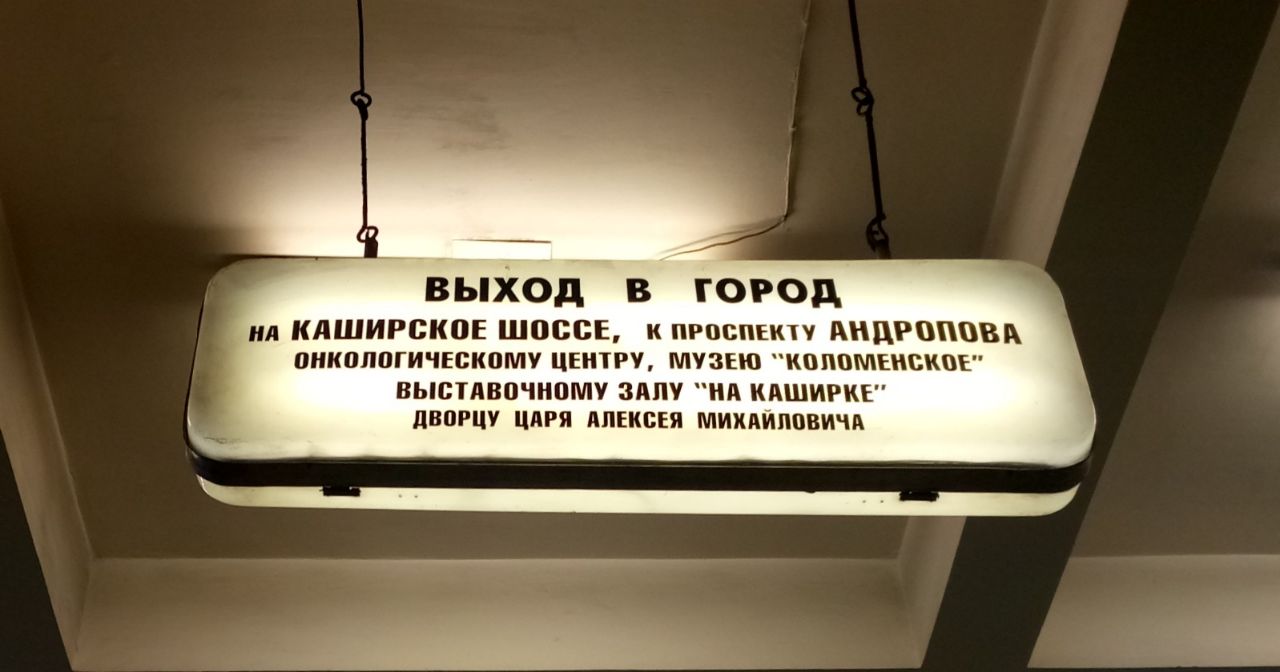 ВЫХОД В ГОРОД
НА КАШИРСКОЕ ШОССЕ, К ПРОСПЕКТУ АНДРОПОВА
ОНКОЛОГИЧЕСКОМУ ЦЕНТРУ, МУЗЕЮ "КОЛОМЕНСКОЕ"
ВЫСТАВОЧНОМУ ЗАЛУ "НА КАШИРКЕ"
ДВОРЦУ ЦАРЯ АЛЕКСЕЯ МИХАЙЛОВИЧА